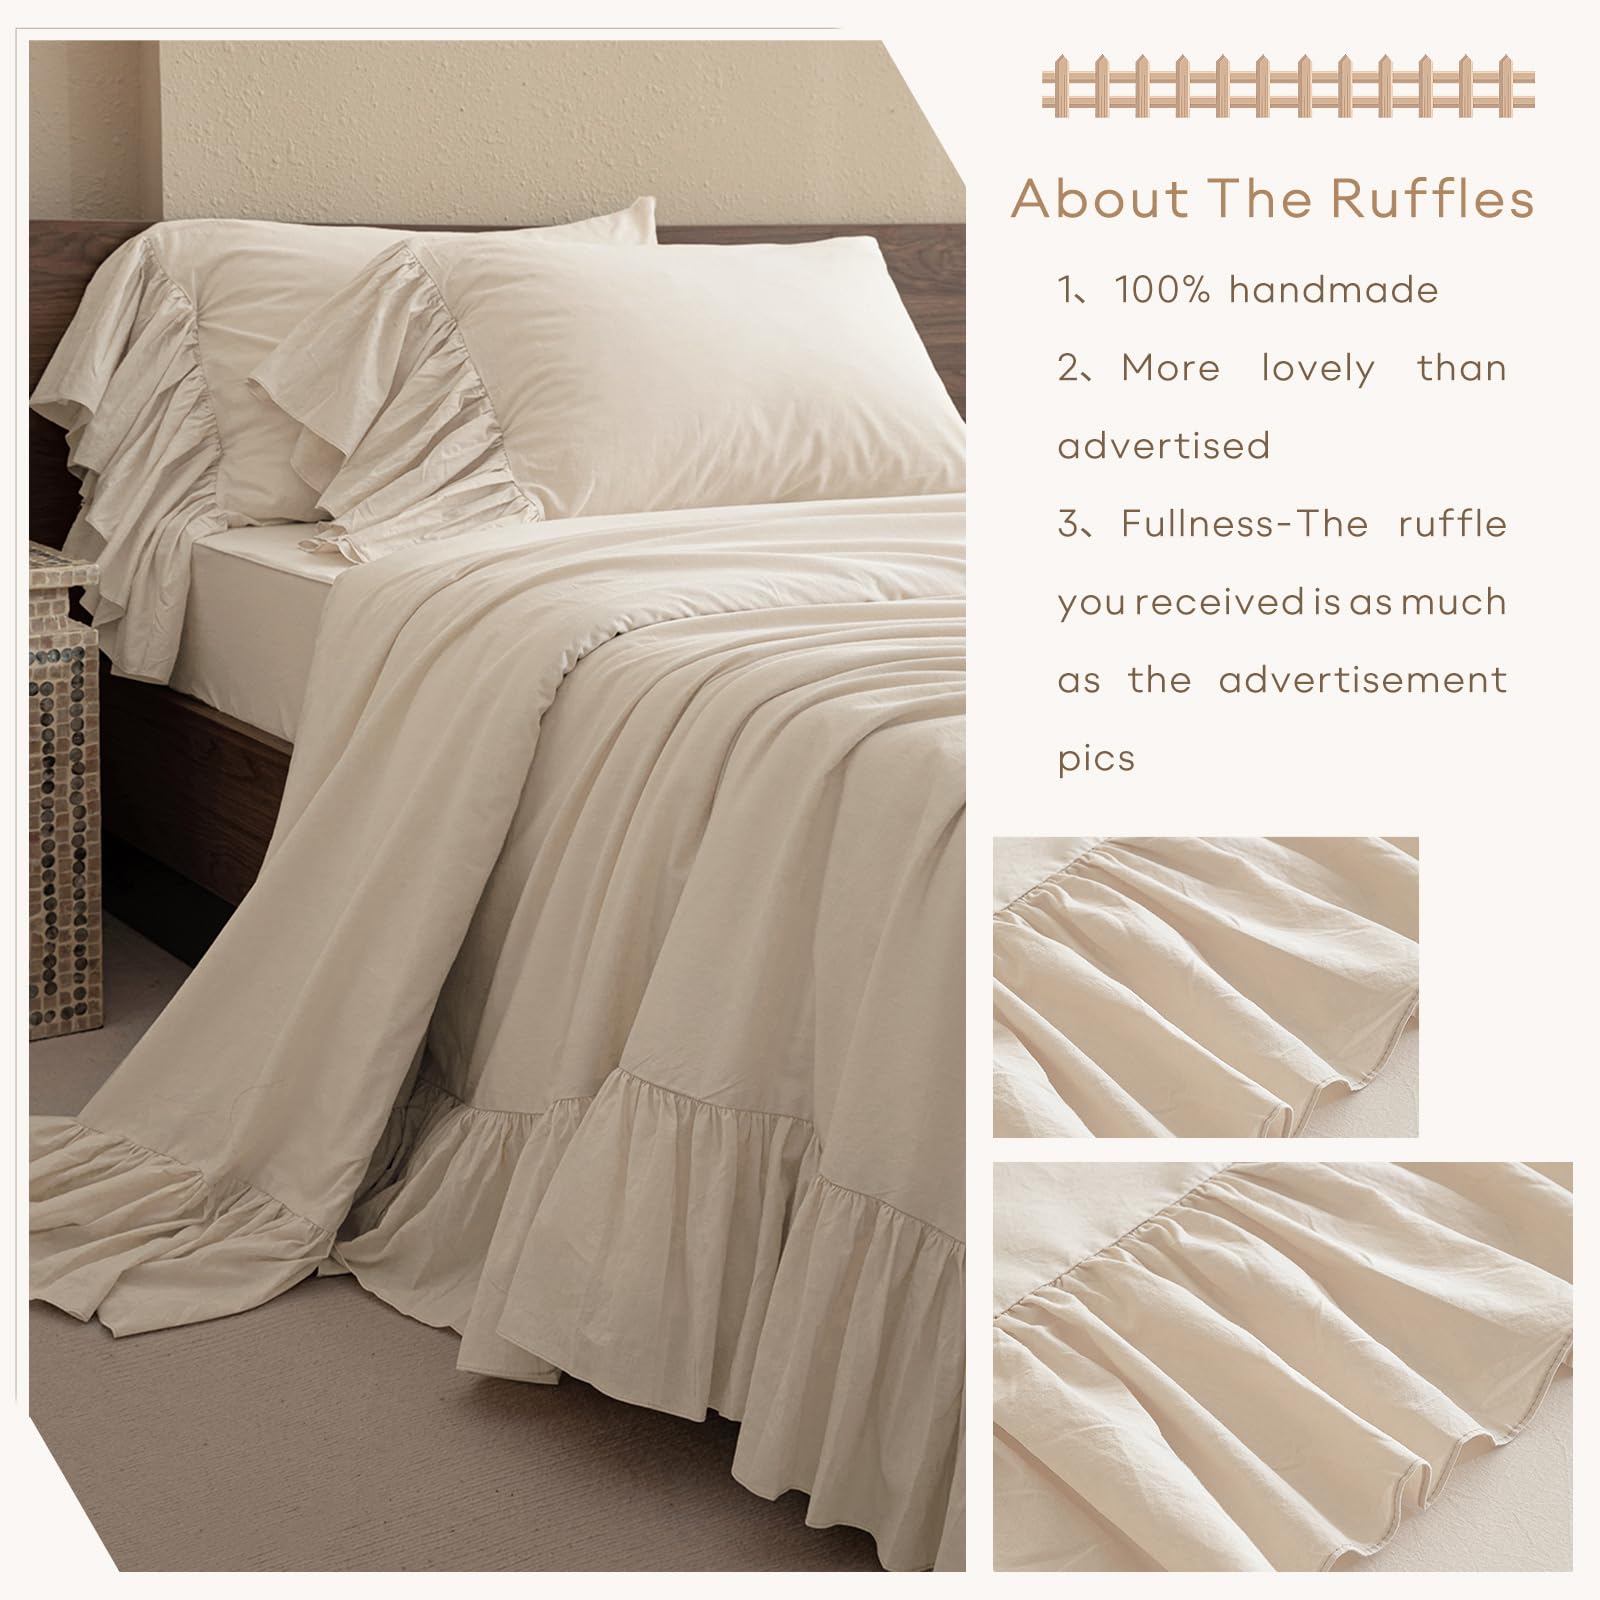 About The Ruffles
1、100% handmade
2、More lovely than
advertised
3、Fullness-The ruffle
you received is as much
as the advertisement
pics